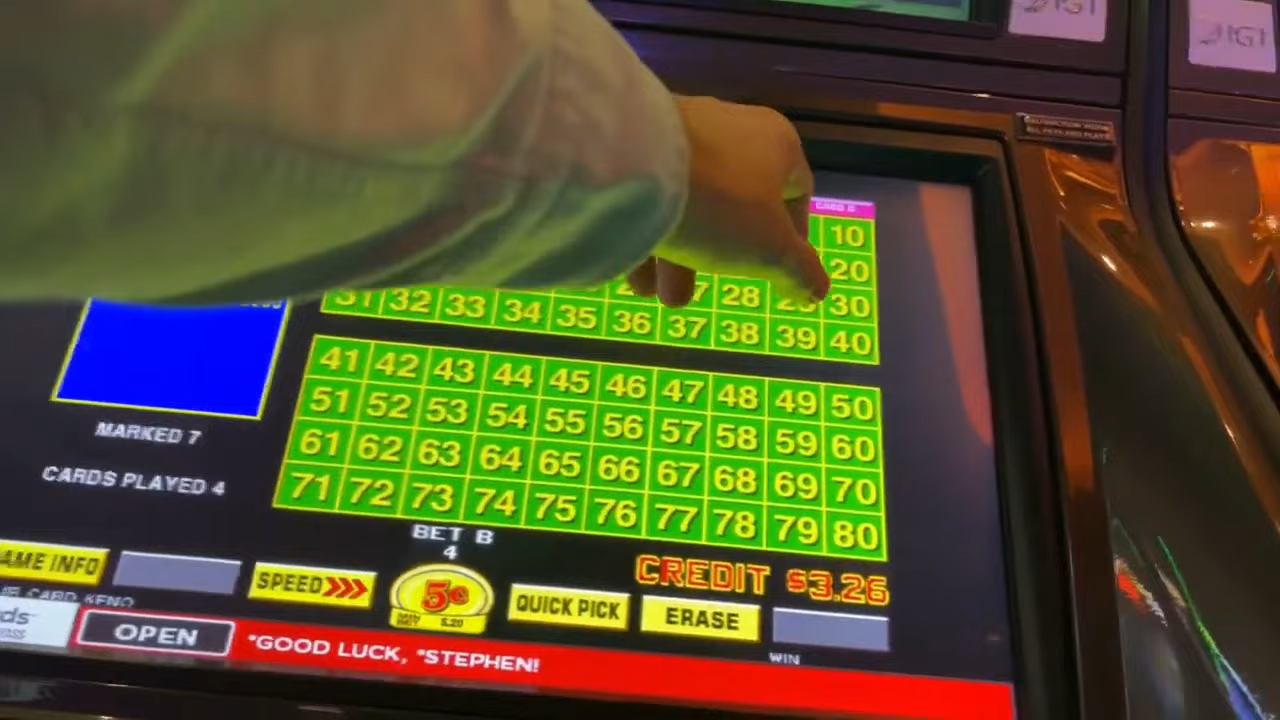 IGT
IGT
CARD B
10
20
28 30
31 32 33 34 35 36 37 38 39 40
41 42 43 44 45 46 47 48 49 50
51 52 53 54 55 56 57 58 59 60
61 62 63 64 65 66 67 68 69 70
71 72 73 74 75 76 77 78 79 80
MARKED 7
CARDS PLAYED 4
BET B
4
CREDIT $3.26
AME INFO
SPEED
5¢
QUICK PICK
ERASE
CARD KENO
WIN
OPEN
*GOOD LUCK, *STEPHEN!